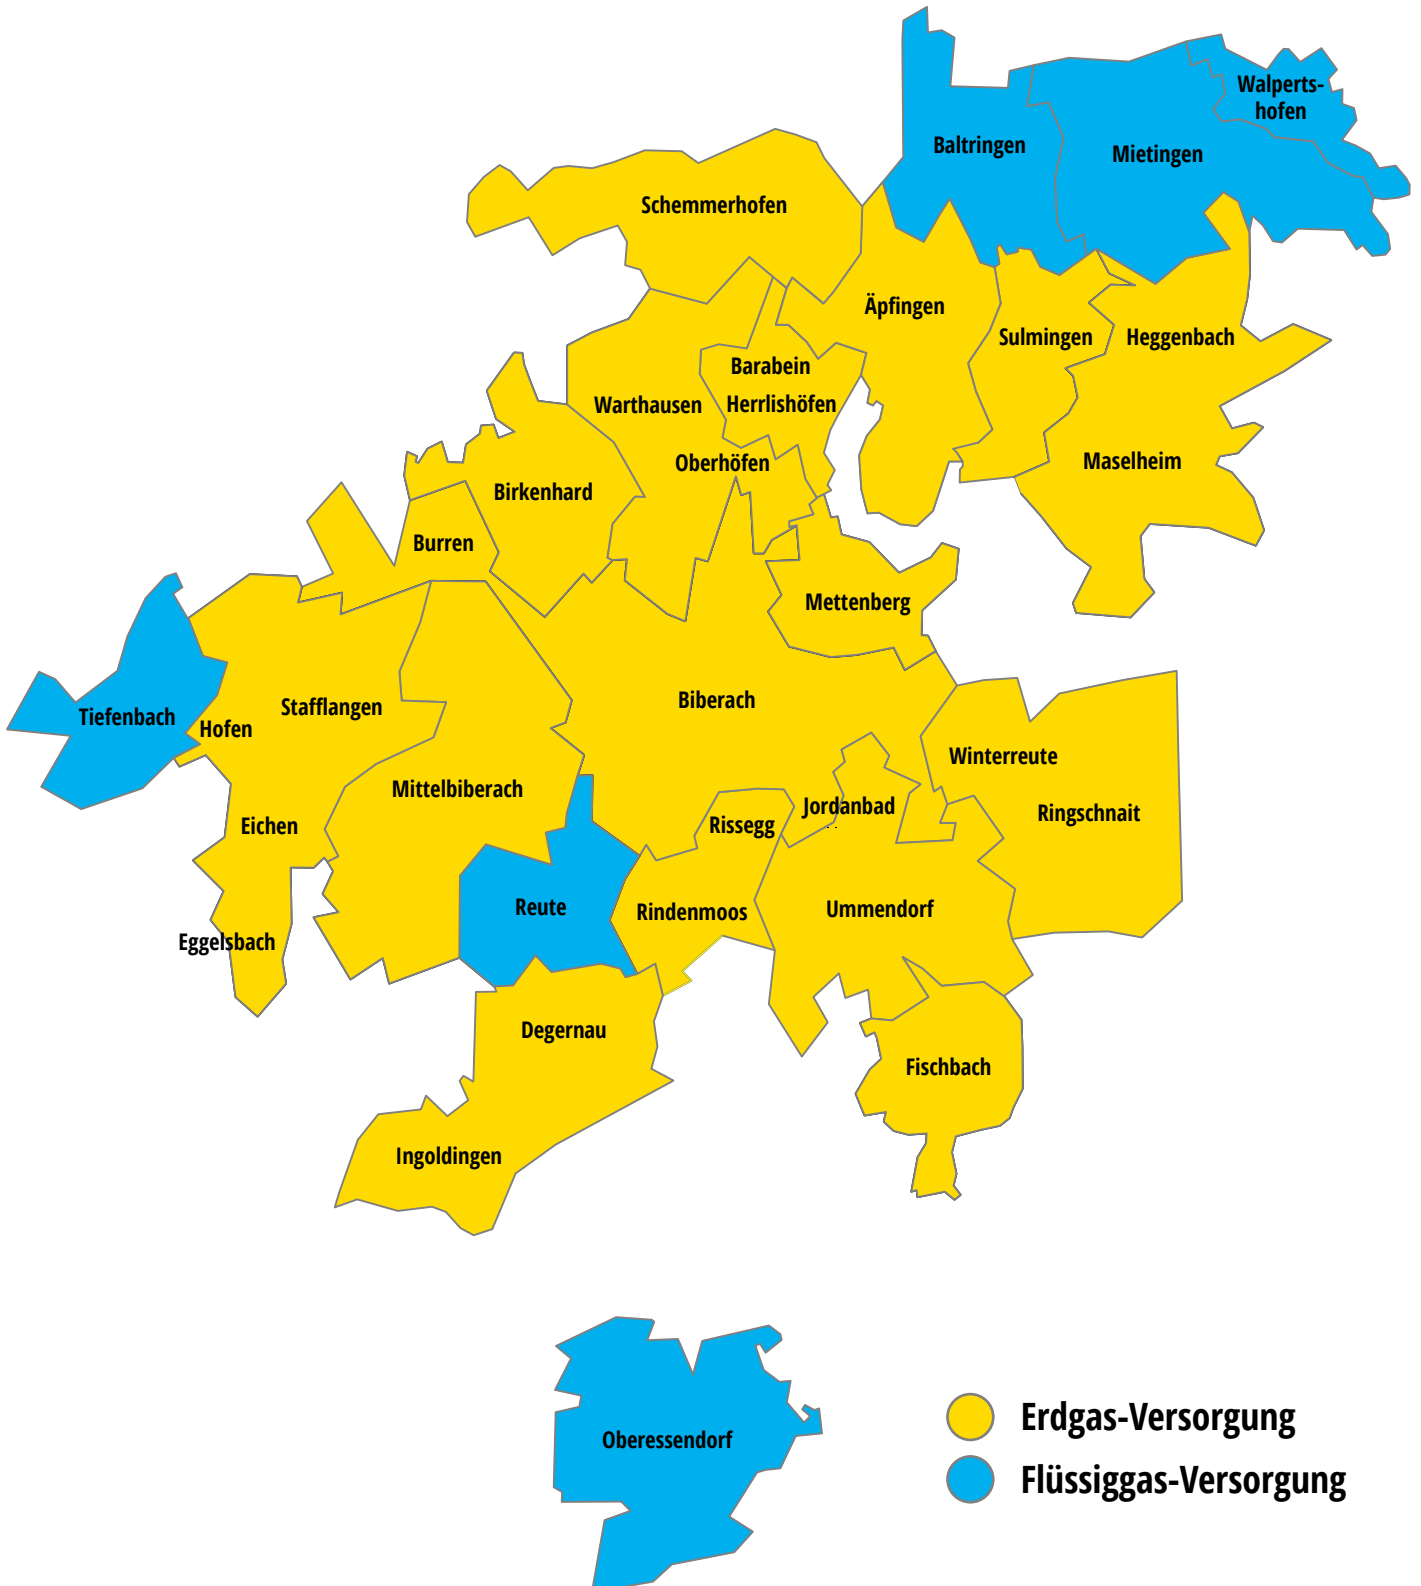 Walperts-
hofen
Baltringen
Mietingen
Schemmerhofen
Äpfingen
Sulmingen
Heggenbach
Barabein
Warthausen
Herrlishöfen
Oberhöfen
Maselheim
Birkenhard
Burren
Mettenberg
Biberach
Stafflangen
Tiefenbach
Hofen
Winterreute
Mittelbiberach
Jordanbad
Ringschnait
Rissegg
Eichen
Reute
Rindenmoos
Ummendorf
Eggelsbach
Degernau
Fischbach
Ingoldingen
Oberessendorf
Erdgas-Versorgung
Flüssiggas-Versorgung